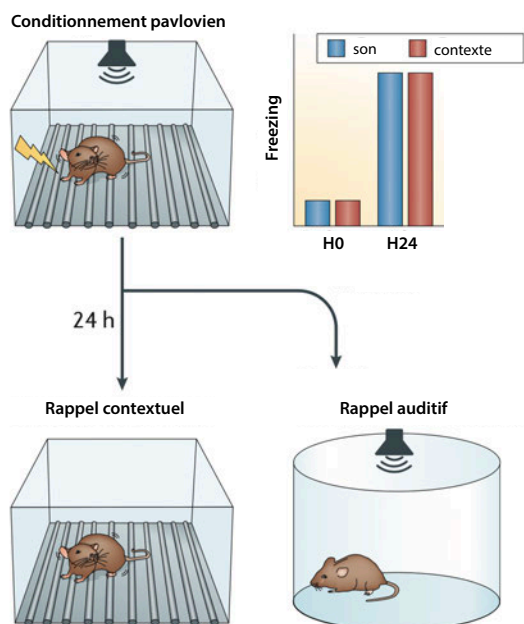 Conditionnement pavlovien
son
contexte
Freezing
H0
H24
24 h
Rappel contextuel
Rappel auditif